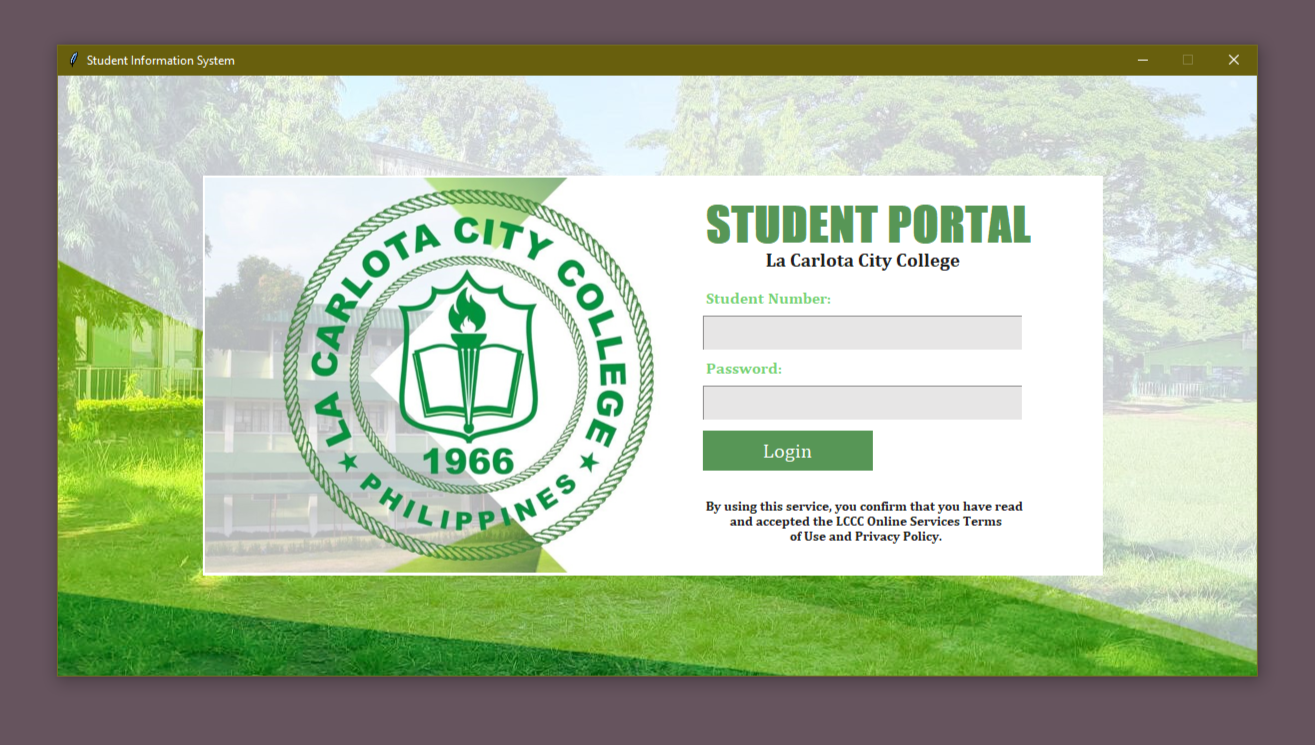 Student Information System
LA CARLOTA CITY COLLEGE
1966
PHILIPPINES
STUDENT PORTAL
La Carlota City College
Student Number:
Password:
Login
By using this service, you confirm that you have read
and accepted the LCCC Online Services Terms
of Use and Privacy Policy.